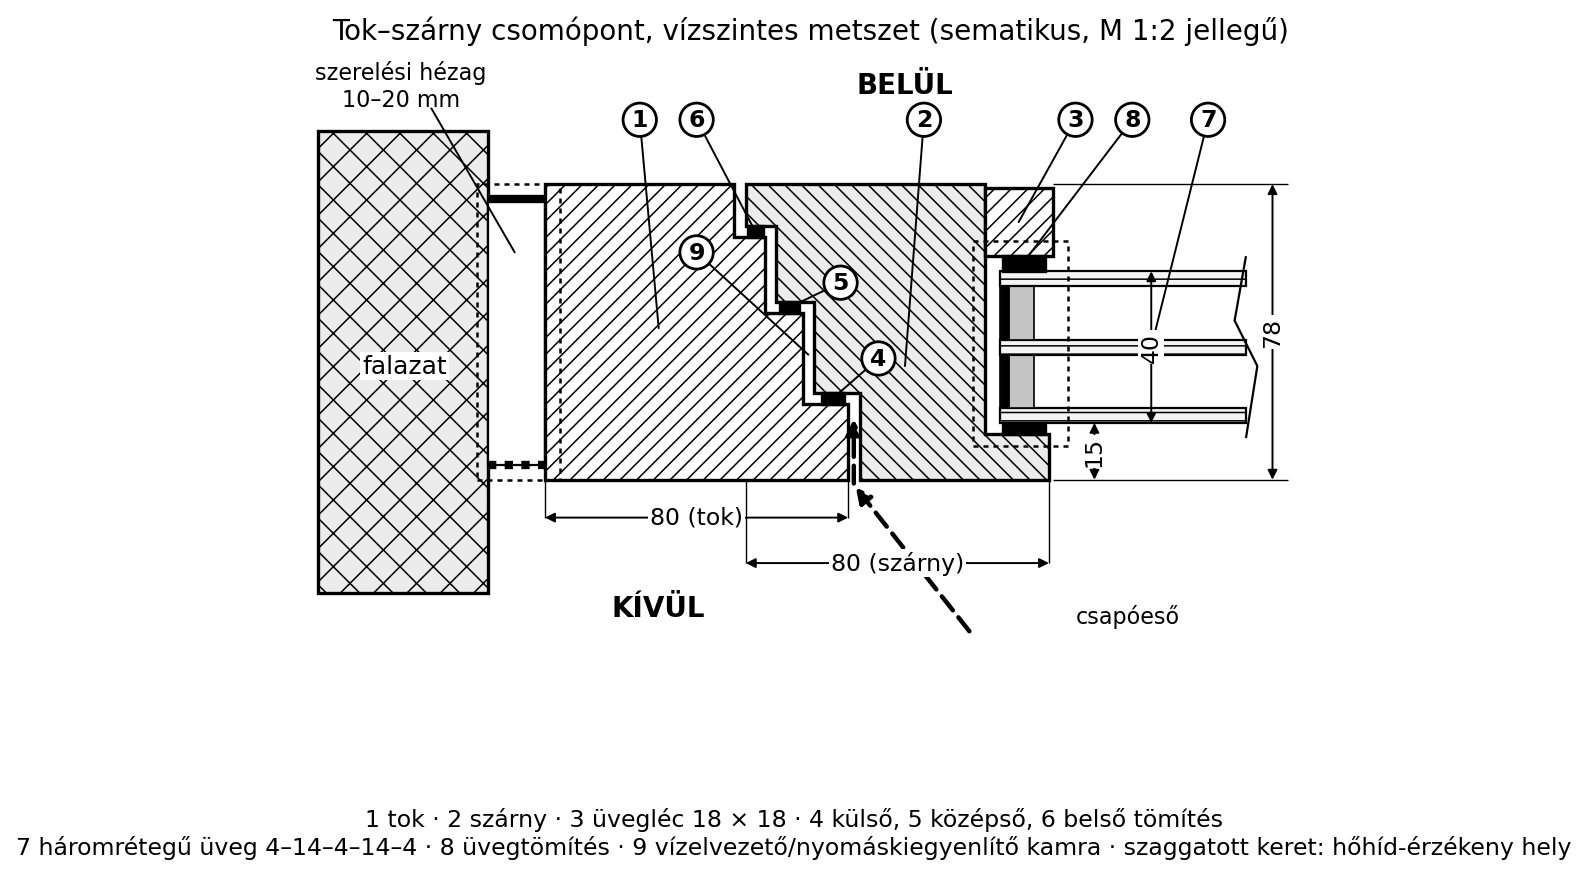 Tok–szárny csomópont, vízszintes metszet (sematikus, M 1:2 jellegű)
szerelési hézag
10–20 mm
BELÜL
1
6
2
3
8
7
9
5
4
falazat
40
78
15
80 (tok)
80 (szárny)
KÍVÜL
csapóeső
1 tok · 2 szárny · 3 üvegléc 18 × 18 · 4 külső, 5 középső, 6 belső tömítés
7 háromrétegű üveg 4–14–4–14–4 · 8 üvegtömítés · 9 vízelvezető/nyomáskiegyenlítő kamra · szaggatott keret: hőhíd-érzékeny hely